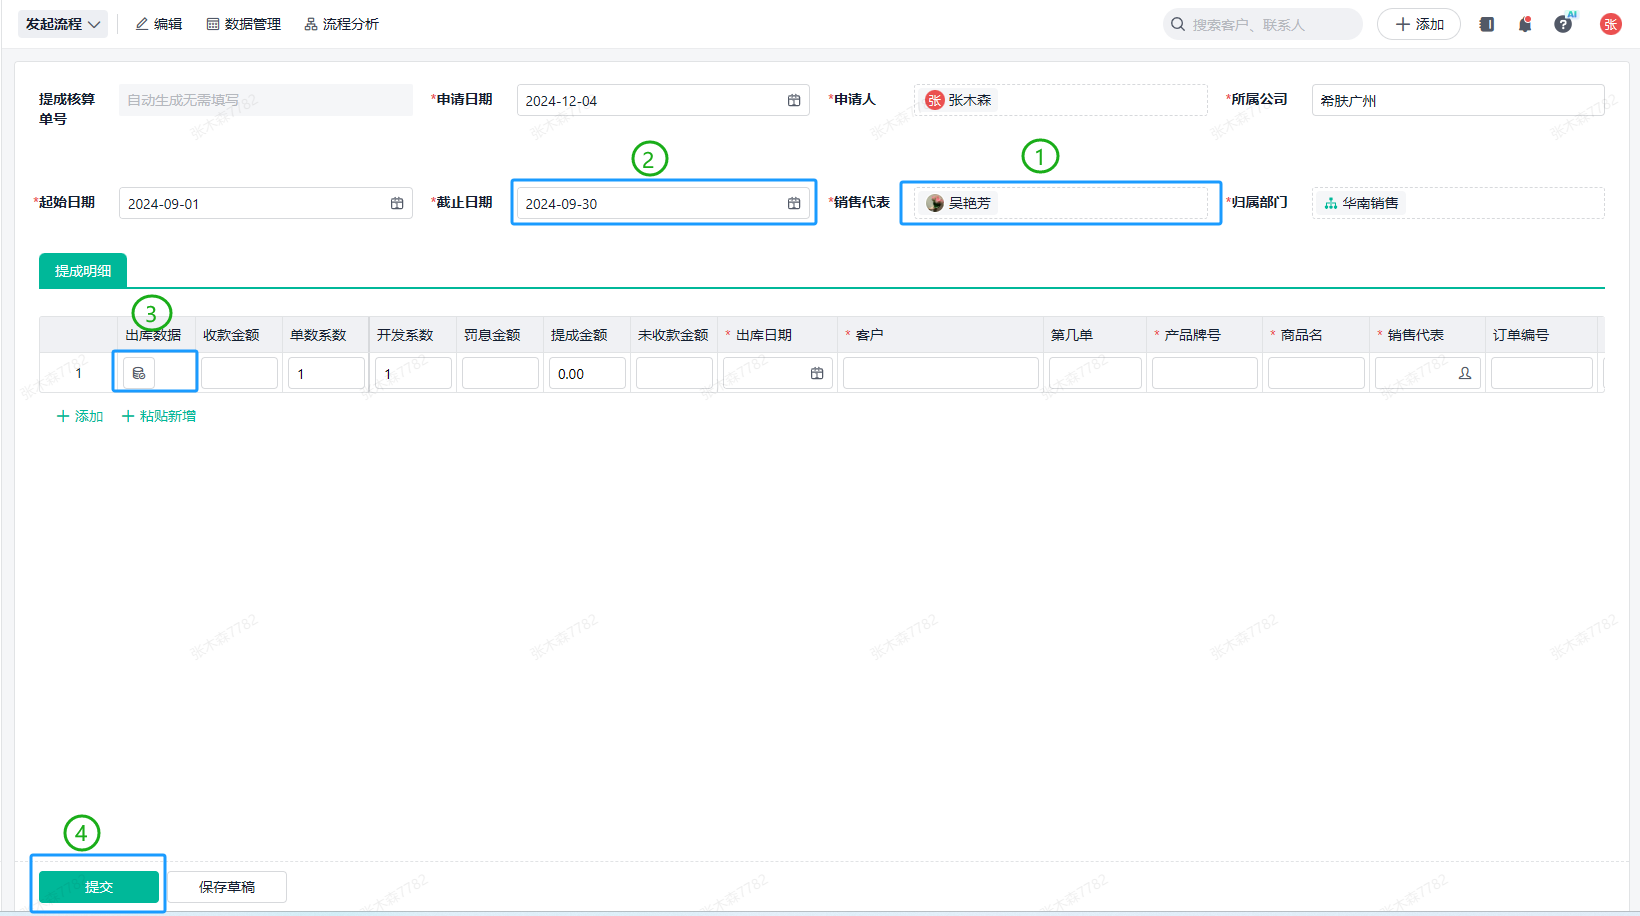 发起流程 编辑 数据管理 流程分析 搜索客户、联系人 添加 AI 张
提成核算单号 自动生成无需填写 *申请日期 2024-12-04 *申请人 张 张木森 *所属公司 希肤广州
② ①
*起始日期 2024-09-01 *截止日期 2024-09-30 *销售代表 吴艳芳 *归属部门 华南销售
提成明细
③
出库数据 收款金额 单数系数 开发系数 罚息金额 提成金额 未收款金额 * 出库日期 * 客户 第几单 * 产品牌号 * 商品名 * 销售代表 订单编号
1 1 1 0.00
添加 粘贴新增
④
提交 保存草稿
张木森7782